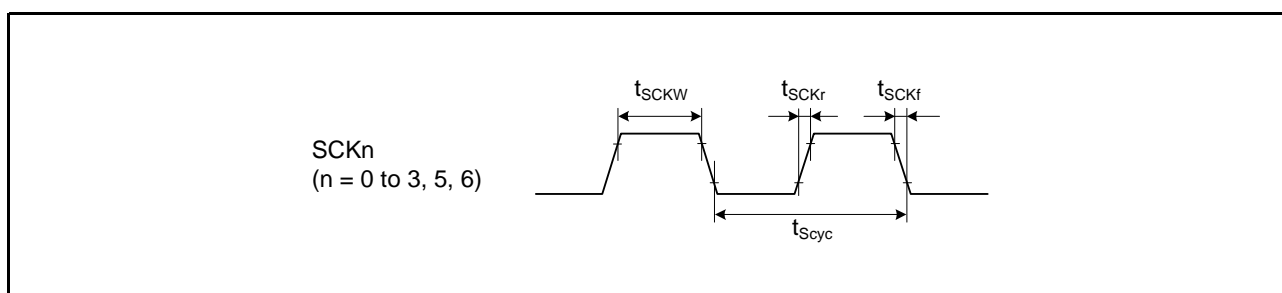 tSCKW
tSCKr
tSCKf
SCKn
(n = 0 to 3, 5, 6)
tScyc